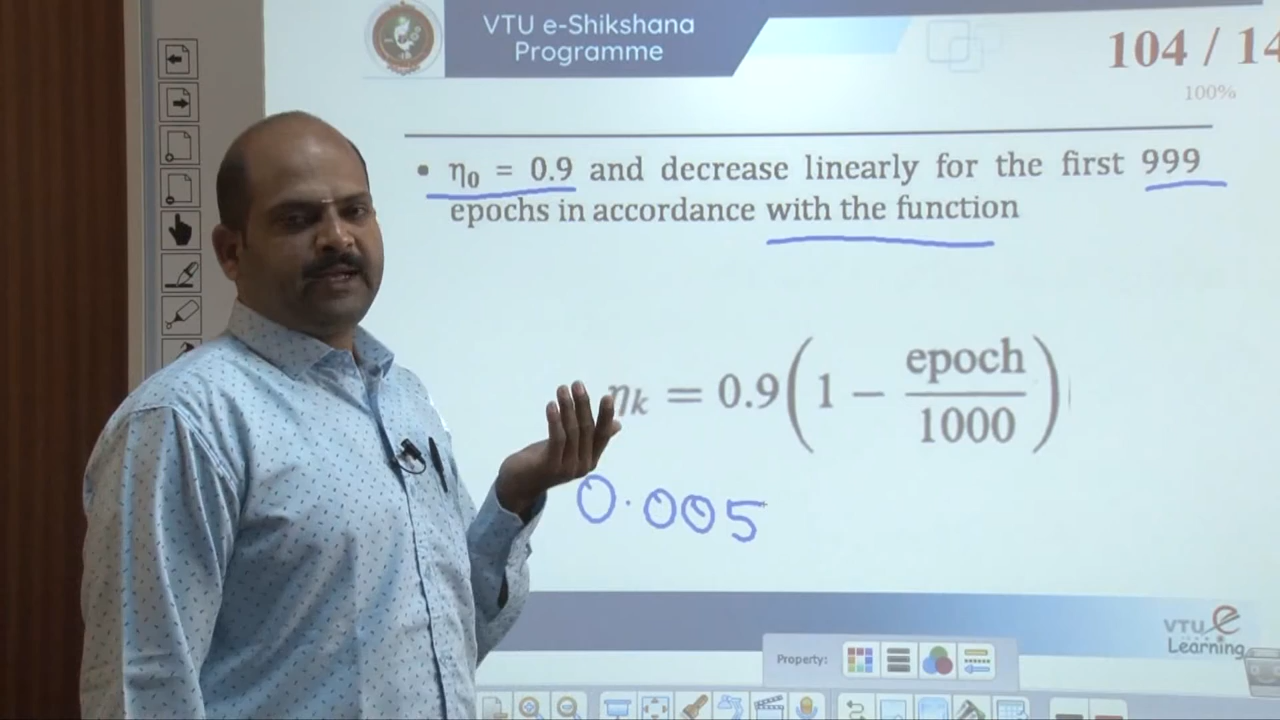 VTU e-Shikshana
Programme
104 / 14
100%
• η₀ = 0.9 and decrease linearly for the first 999
epochs in accordance with the function
ηk = 0.9(1 − epoch/1000)
0.005
VTU e
Learning
Property: